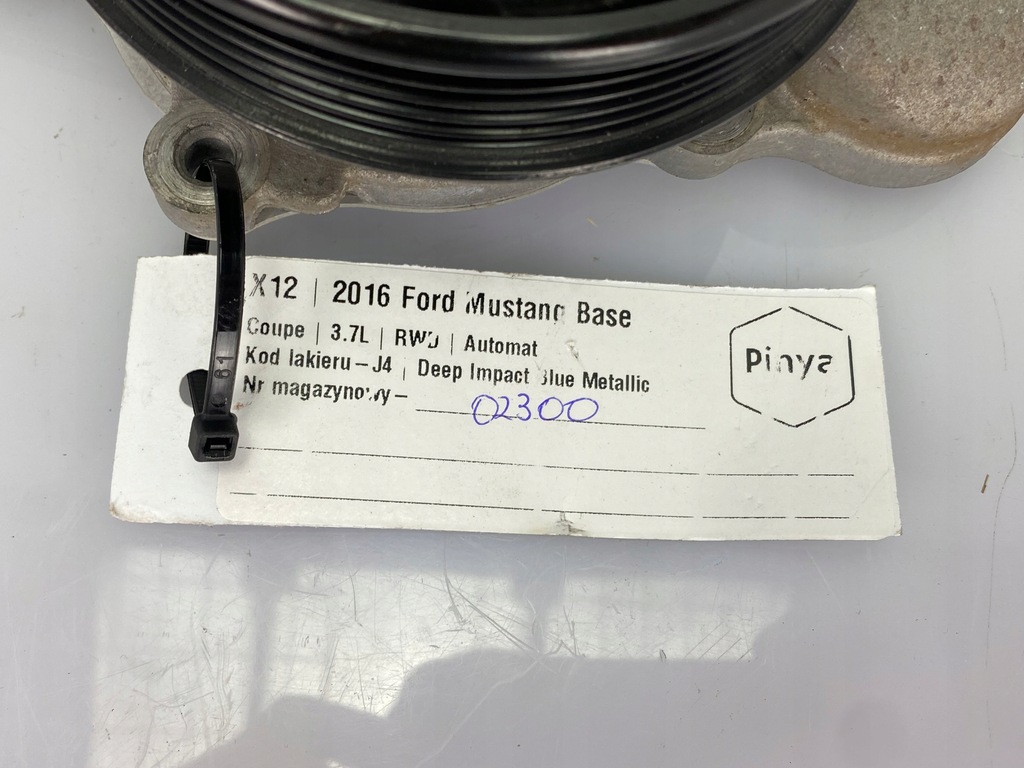 X12 | 2016 Ford Mustang Base
Coupe | 3.7L | RWD | Automat
Kod lakieru – J4 | Deep Impact Blue Metallic
Nr magazynowy – 02300
Pinya
61